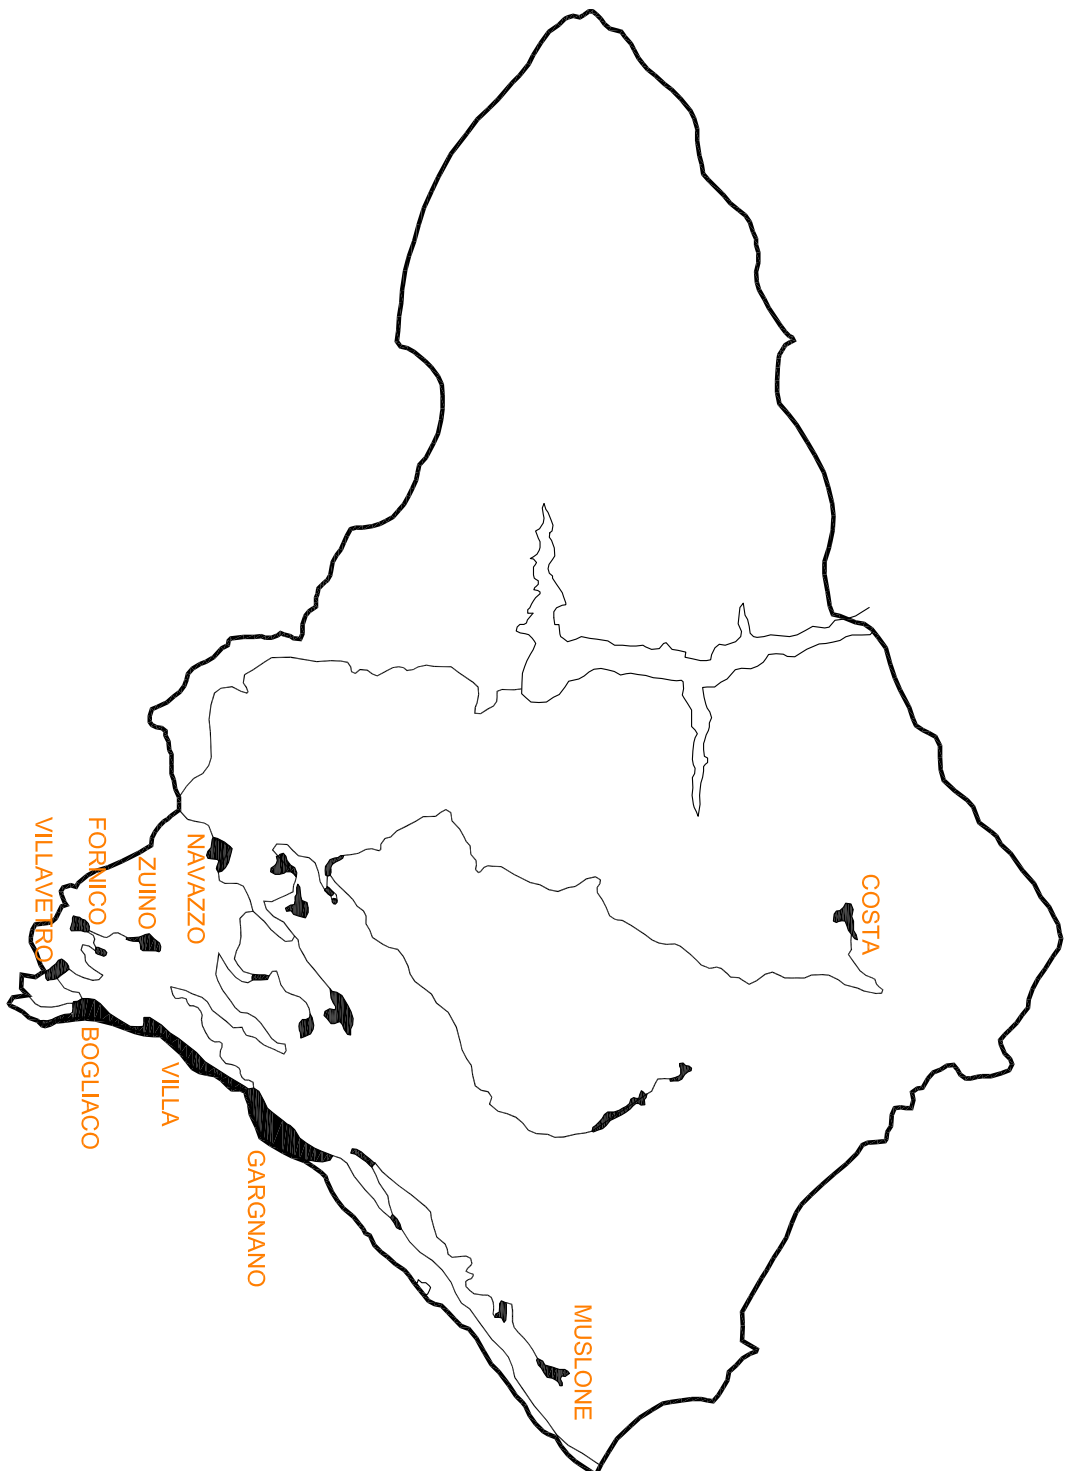 COSTA
MUSLONE
GARGNANO
NAVAZZO
VILLA
ZUINO
FORNICO
BOGLIACO
VILLAVETRO